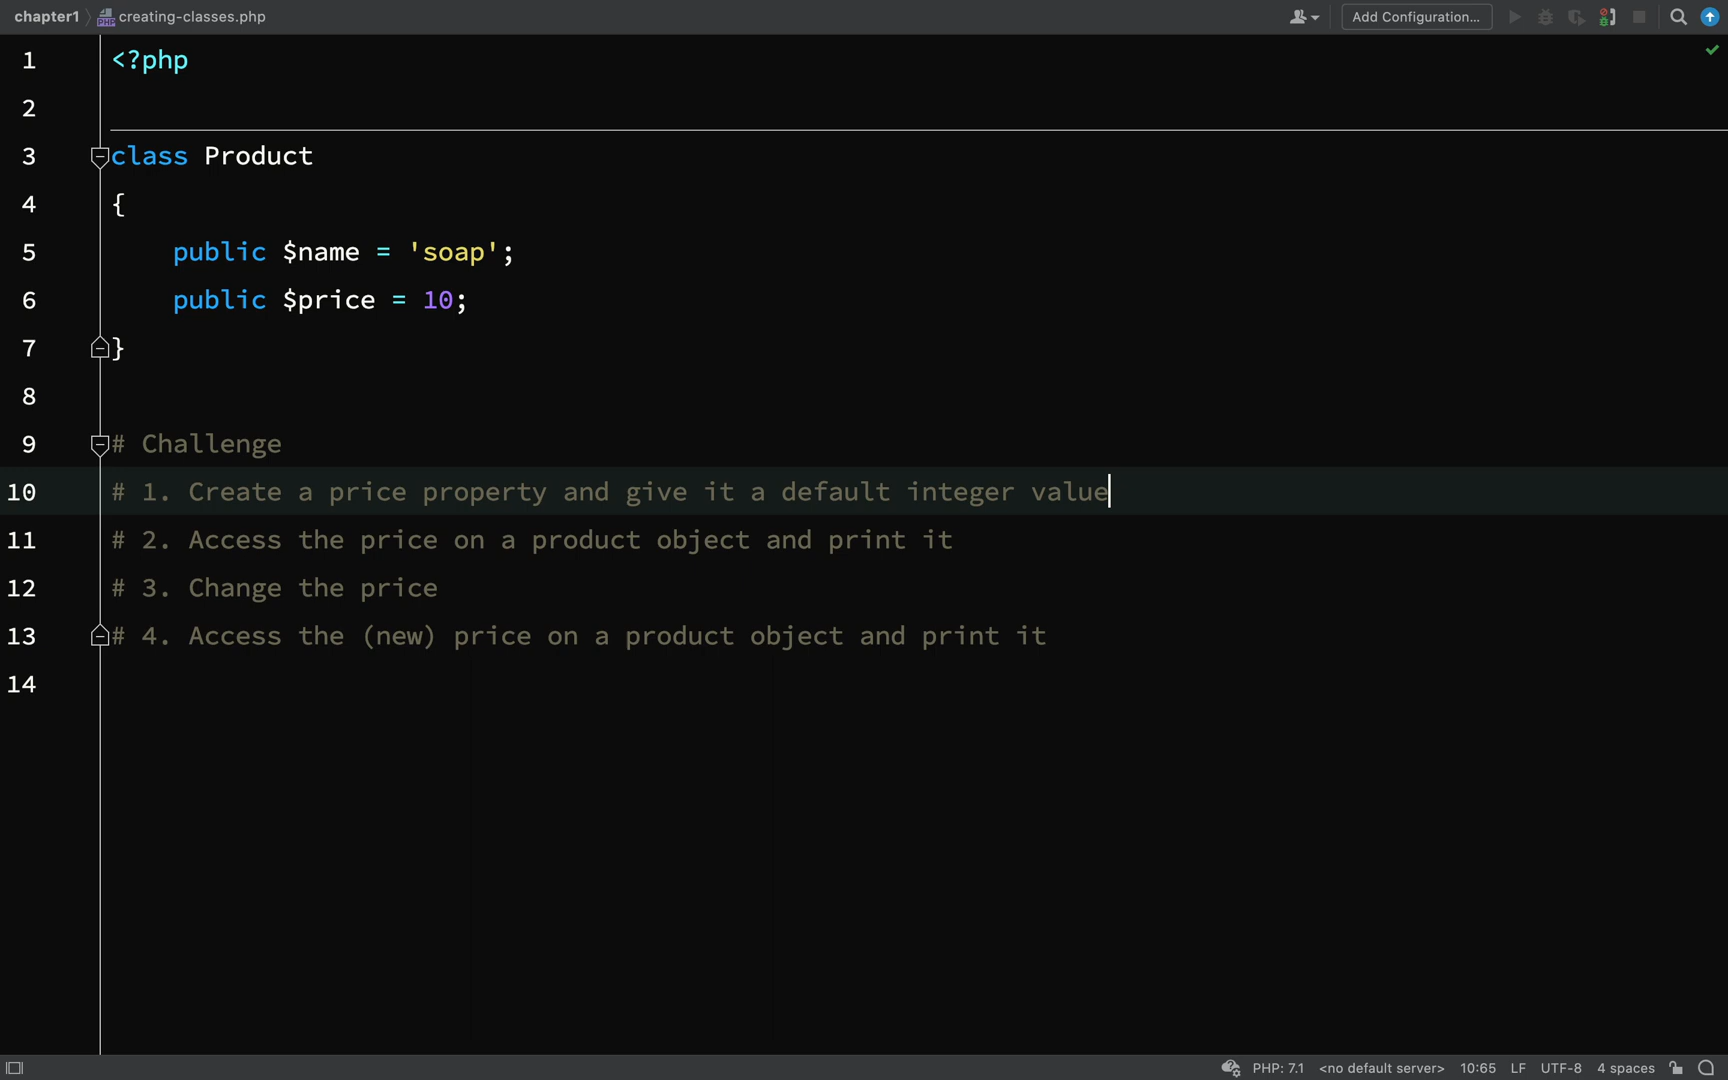 chapter1 creating-classes.php Add Configuration...
1 <?php
2
3 class Product
4 {
5 public $name = 'soap';
6 public $price = 10;
7 }
8
9 # Challenge
10 # 1. Create a price property and give it a default integer value
11 # 2. Access the price on a product object and print it
12 # 3. Change the price
13 # 4. Access the (new) price on a product object and print it
14
PHP: 7.1 <no default server> 10:65 LF UTF-8 4 spaces